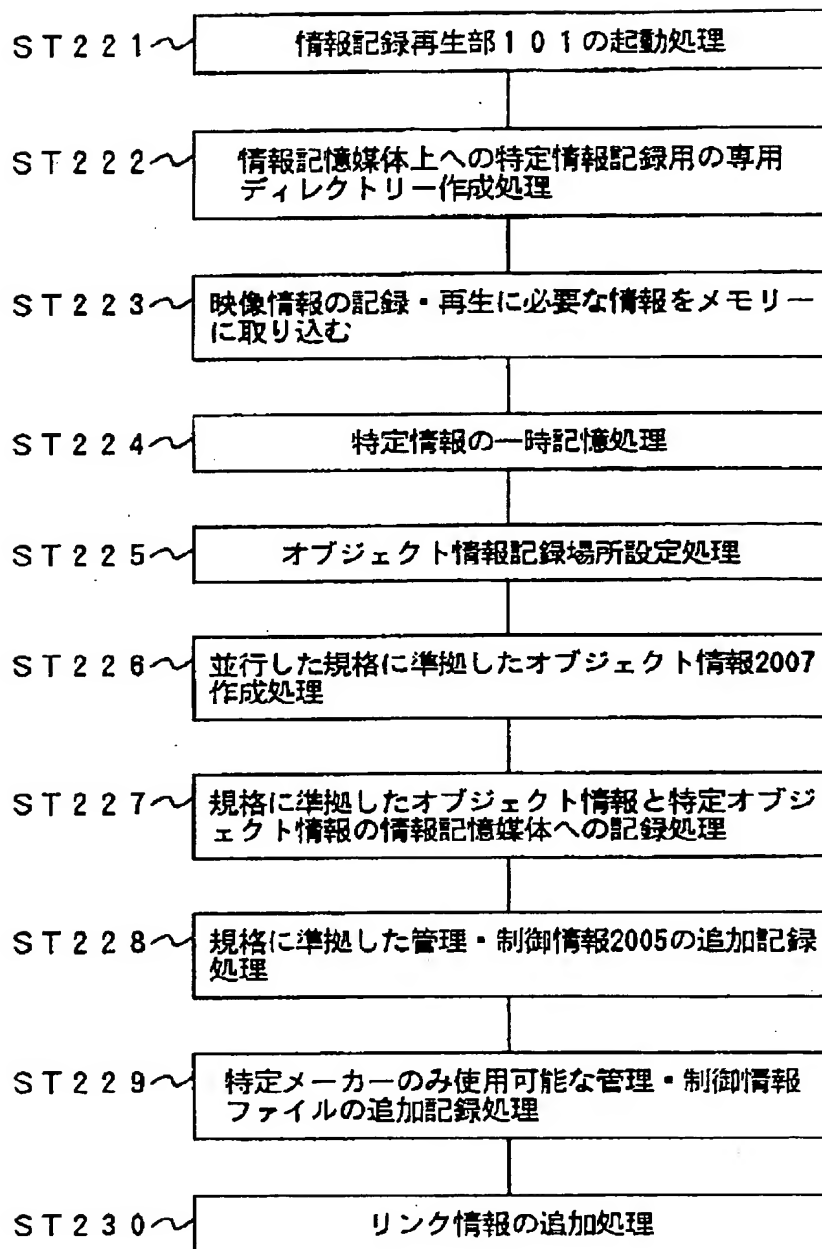 ST221 情報記録再生部101の起動処理
ST222 情報記憶媒体上への特定情報記録用の専用
ディレクトリー作成処理
ST223 映像情報の記録・再生に必要な情報をメモリー
に取り込む
ST224 特定情報の一時記憶処理
ST225 オブジェクト情報記録場所設定処理
ST226 並行した規格に準拠したオブジェクト情報2007
作成処理
ST227 規格に準拠したオブジェクト情報と特定オブジ
ェクト情報の情報記憶媒体への記録処理
ST228 規格に準拠した管理・制御情報2005の追加記録
処理
ST229 特定メーカーのみ使用可能な管理・制御情報
ファイルの追加記録処理
ST230 リンク情報の追加処理